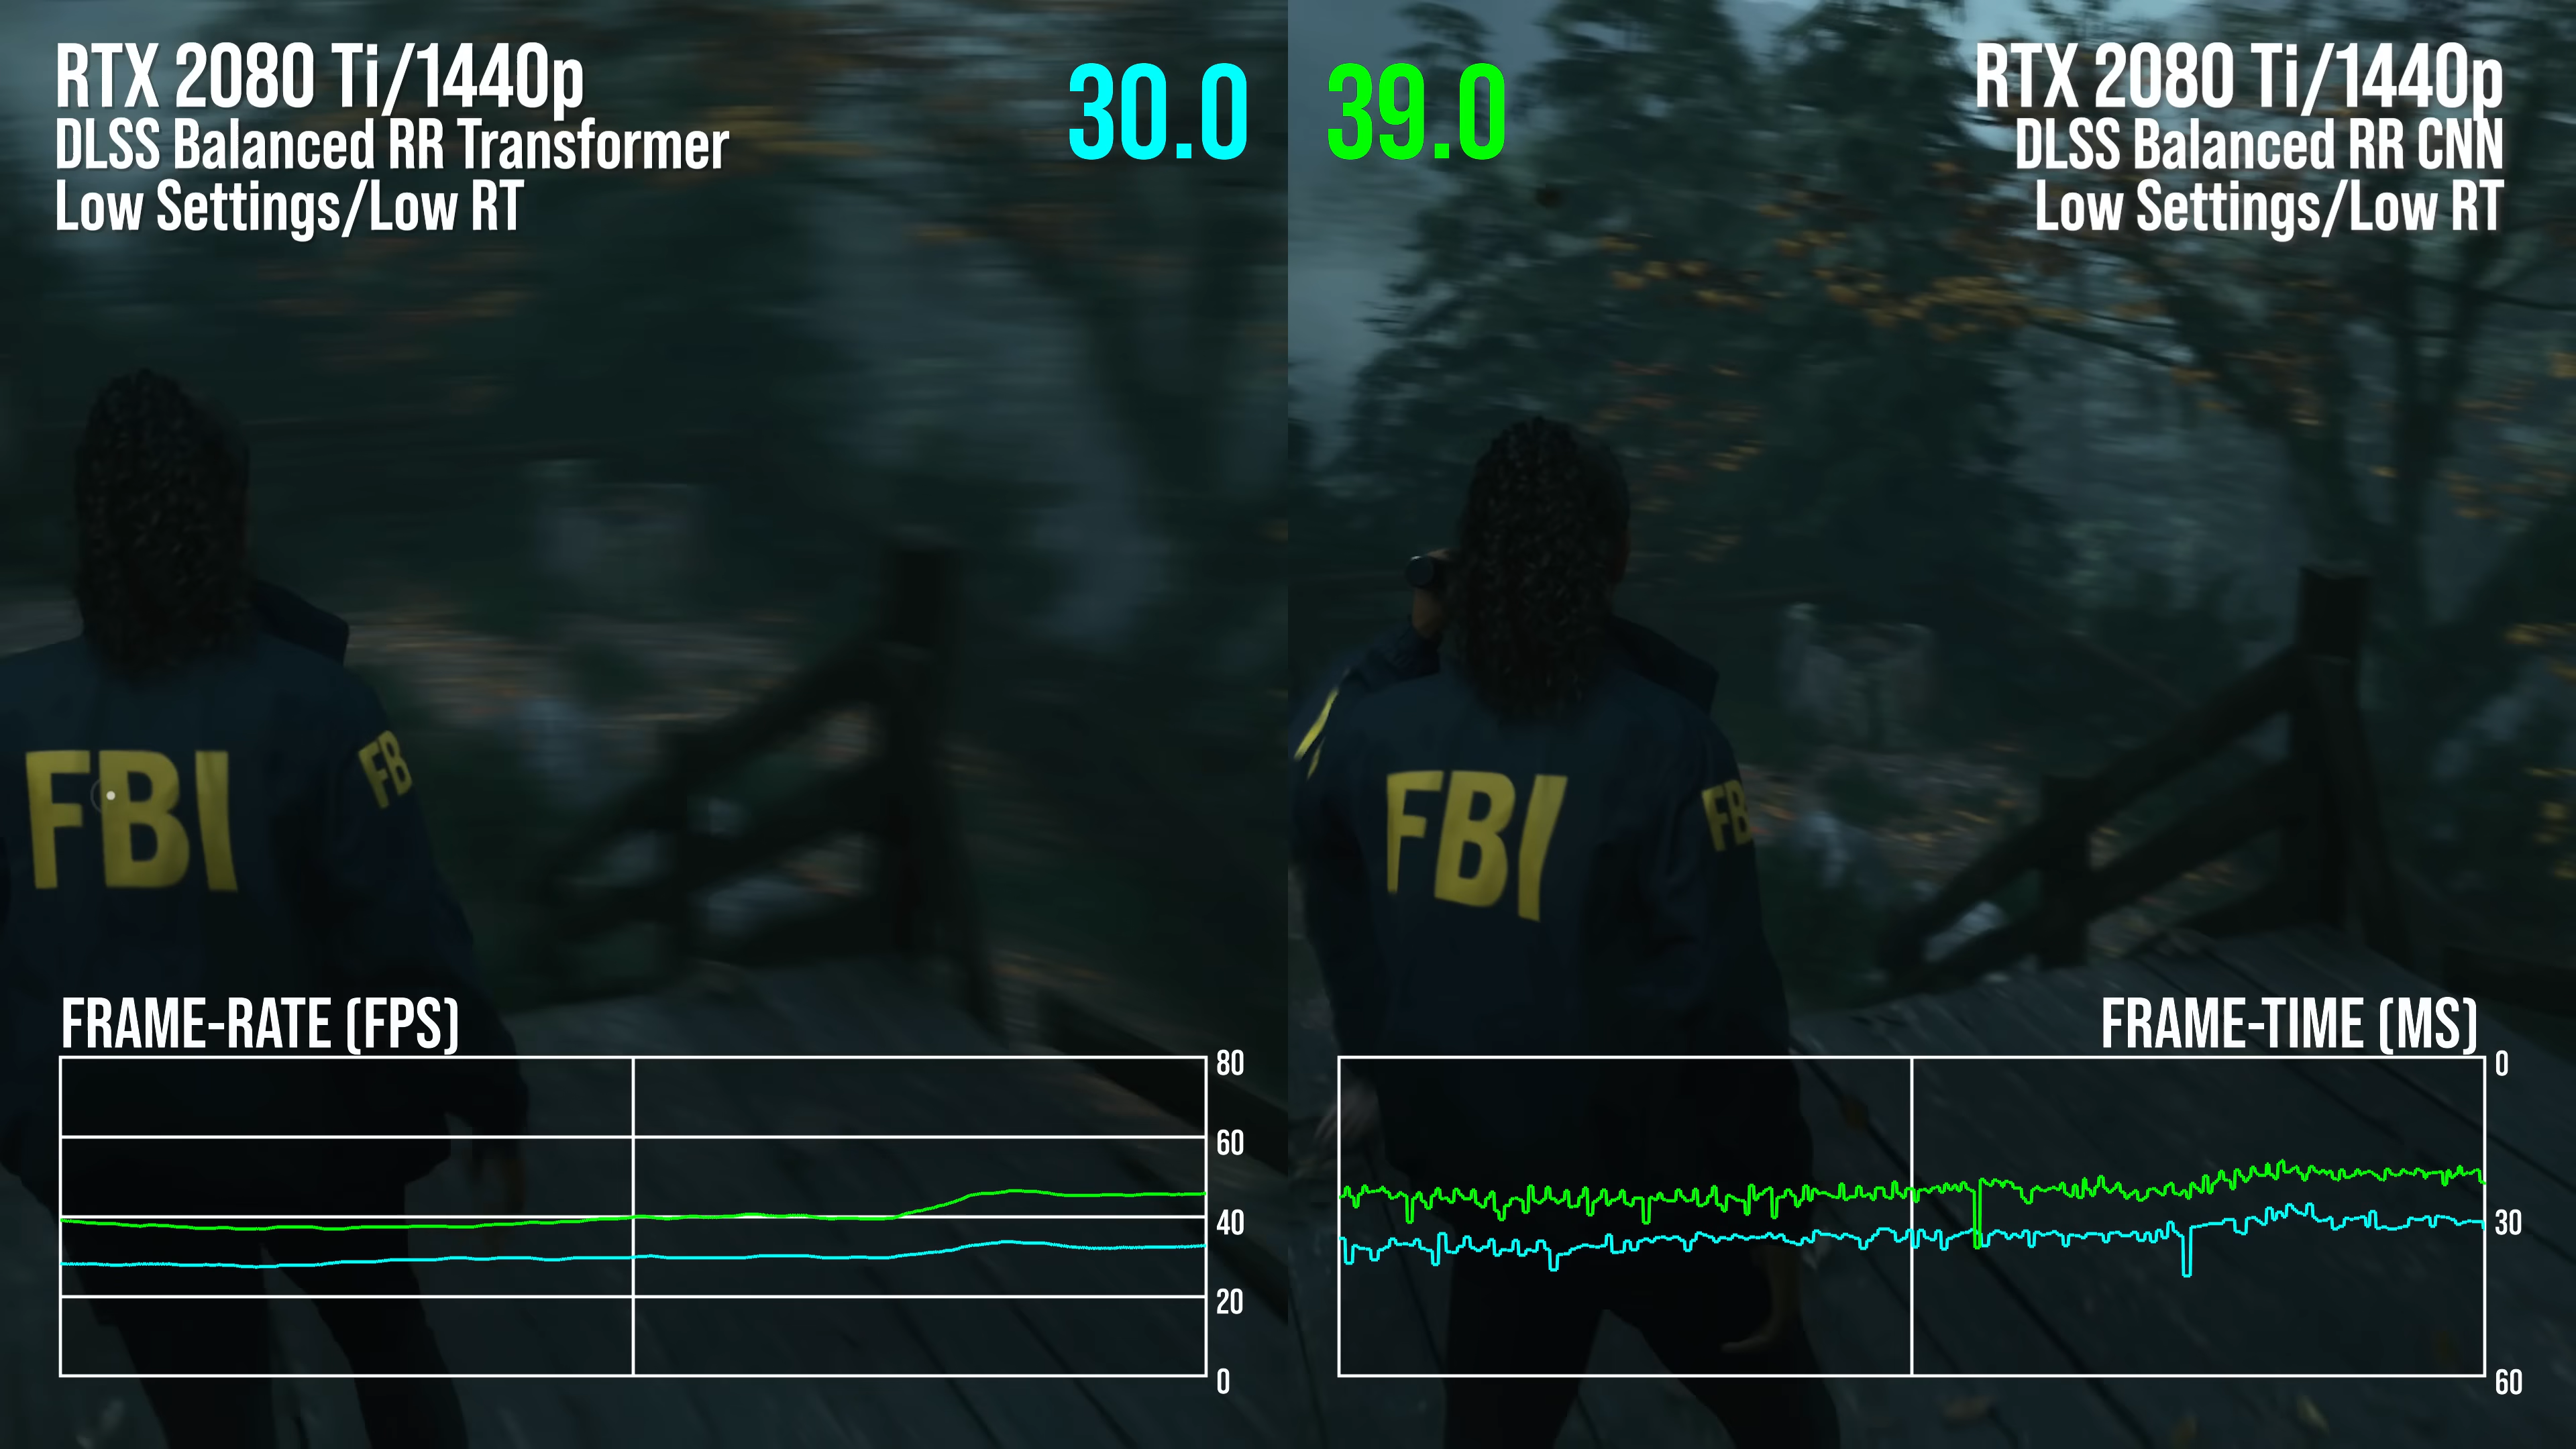 RTX 2080 Ti/1440p
DLSS Balanced RR Transformer
Low Settings/Low RT
30.0
39.0
RTX 2080 Ti/1440p
DLSS Balanced RR CNN
Low Settings/Low RT
FBI
FB
FBI
FB
FRAME-RATE (FPS)
80
60
40
20
0
FRAME-TIME (MS)
0
30
60